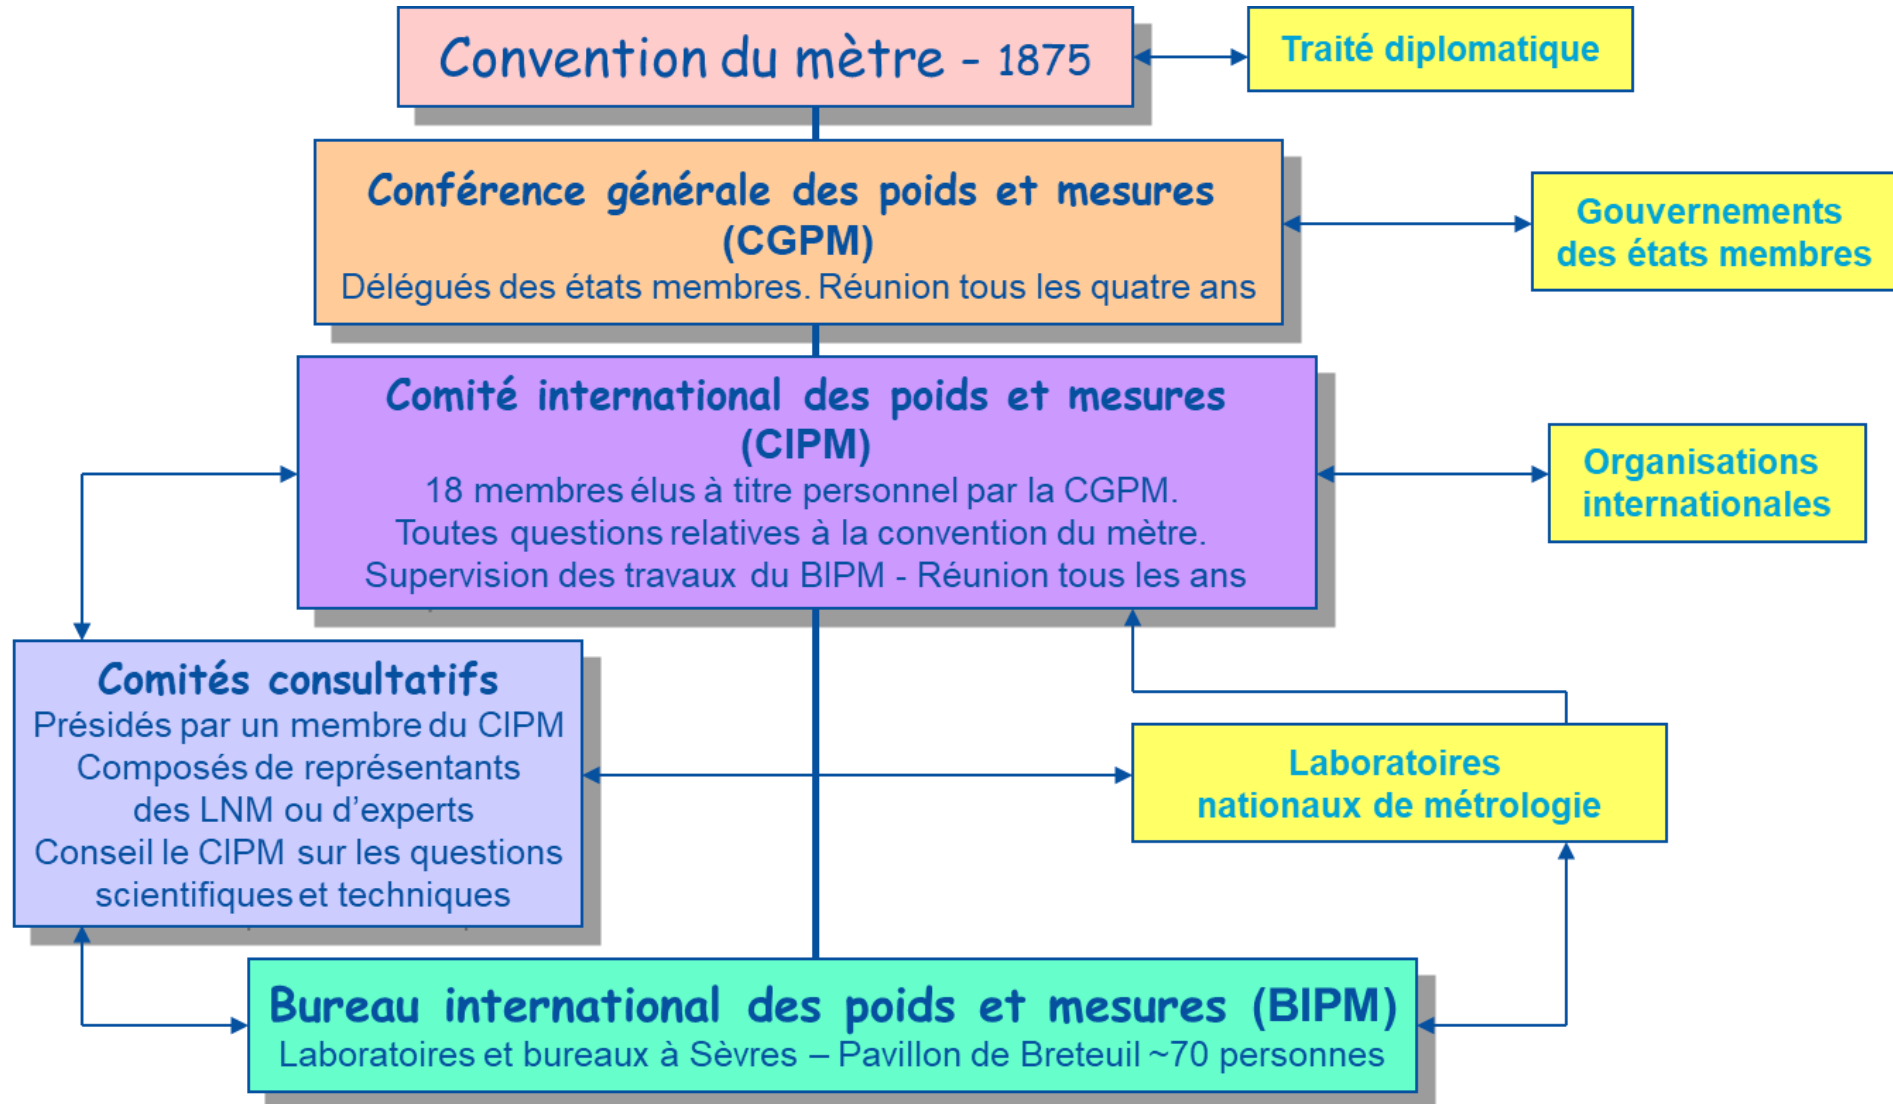 Convention du mètre - 1875
Traité diplomatique
Conférence générale des poids et mesures
(CGPM)
Délégués des états membres. Réunion tous les quatre ans
Gouvernements
des états membres
Comité international des poids et mesures
(CIPM)
18 membres élus à titre personnel par la CGPM.
Toutes questions relatives à la convention du mètre.
Supervision des travaux du BIPM - Réunion tous les ans
Organisations
internationales
Comités consultatifs
Présidés par un membre du CIPM
Composés de représentants
des LNM ou d'experts
Conseil le CIPM sur les questions
scientifiques et techniques
Laboratoires
nationaux de métrologie
Bureau international des poids et mesures (BIPM)
Laboratoires et bureaux à Sèvres – Pavillon de Breteuil ~70 personnes